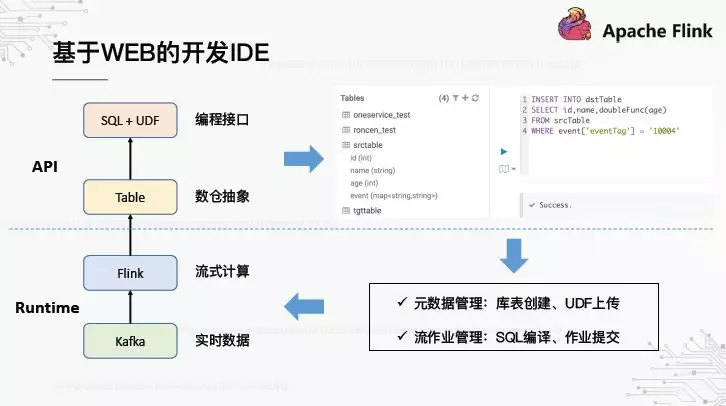 基于WEB的开发IDE
Apache Flink
SQL + UDF
编程接口
API
Table
数仓抽象
Flink
流式计算
Runtime
Kafka
实时数据
Tables (4)
oneservice_test
roncen_test
srctable
id (int)
name (string)
age (int)
event (map<string,string>)
tgttable
1 INSERT INTO dstTable
2 SELECT id,name,doubleFunc(age)
3 FROM srcTable
4 WHERE event['eventTag'] = '10004'
✓ Success.
✓ 元数据管理：库表创建、UDF上传
✓ 流作业管理：SQL编译、作业提交